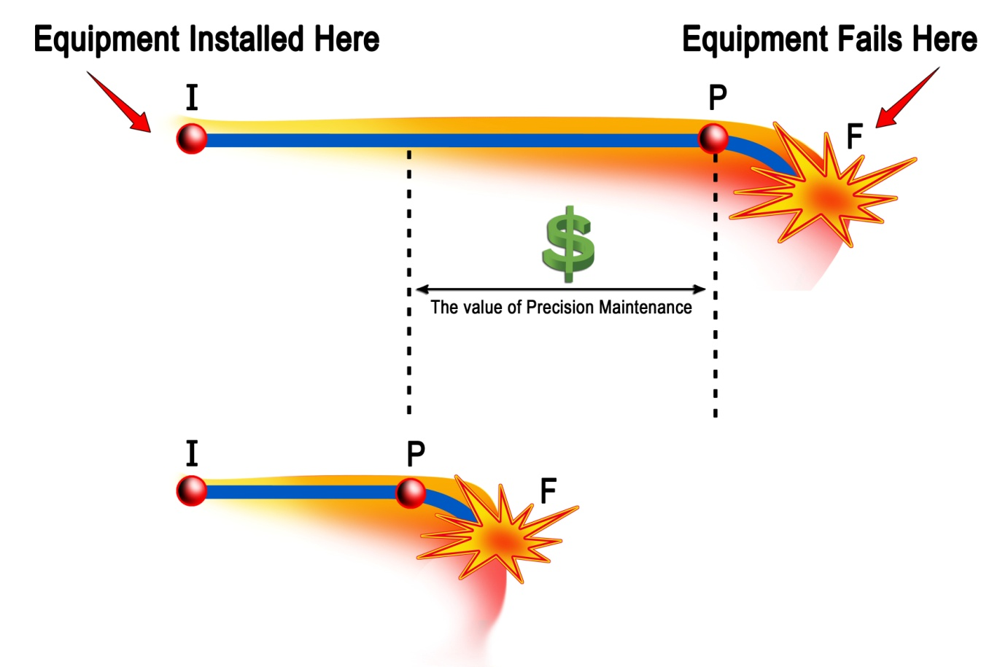 Equipment Installed Here
Equipment Fails Here
I
P
F
$
The value of Precision Maintenance
I
P
F